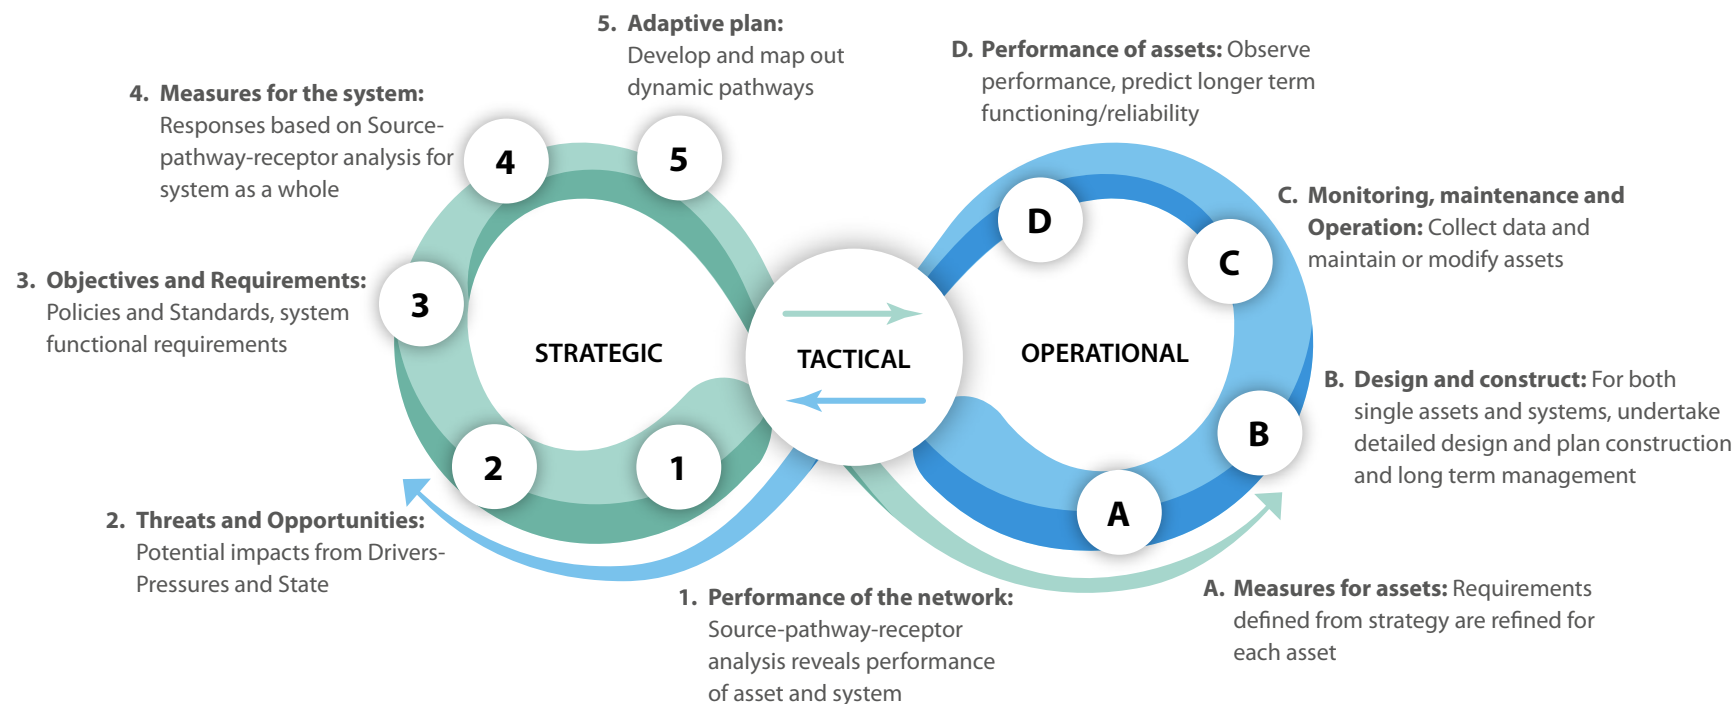 5. Adaptive plan:
Develop and map out
dynamic pathways
D. Performance of assets: Observe
performance, predict longer term
functioning/reliability
4. Measures for the system:
Responses based on Source-
pathway-receptor analysis for
system as a whole
C. Monitoring, maintenance and
Operation: Collect data and
maintain or modify assets
3. Objectives and Requirements:
Policies and Standards, system
functional requirements
4
5
D
C
3
STRATEGIC
TACTICAL
OPERATIONAL
B. Design and construct: For both
single assets and systems, undertake
detailed design and plan construction
and long term management
2
1
A
B
2. Threats and Opportunities:
Potential impacts from Drivers-
Pressures and State
1. Performance of the network:
Source-pathway-receptor
analysis reveals performance
of asset and system
A. Measures for assets: Requirements
defined from strategy are refined for
each asset